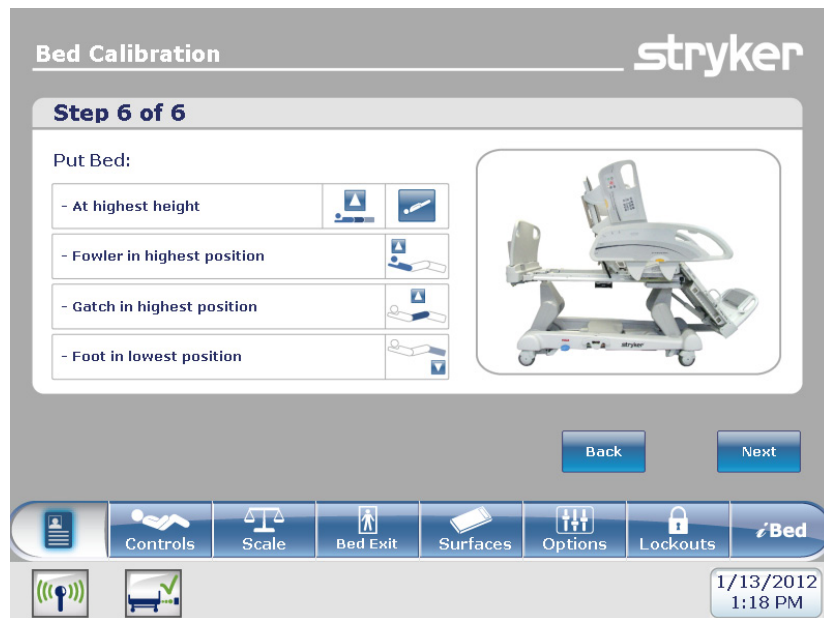 Bed Calibration
stryker
Step 6 of 6
Put Bed:
- At highest height
- Fowler in highest position
- Gatch in highest position
- Foot in lowest position
stryker
Back
Next
Controls
Scale
Bed Exit
Surfaces
Options
Lockouts
iBed
1/13/2012
1:18 PM